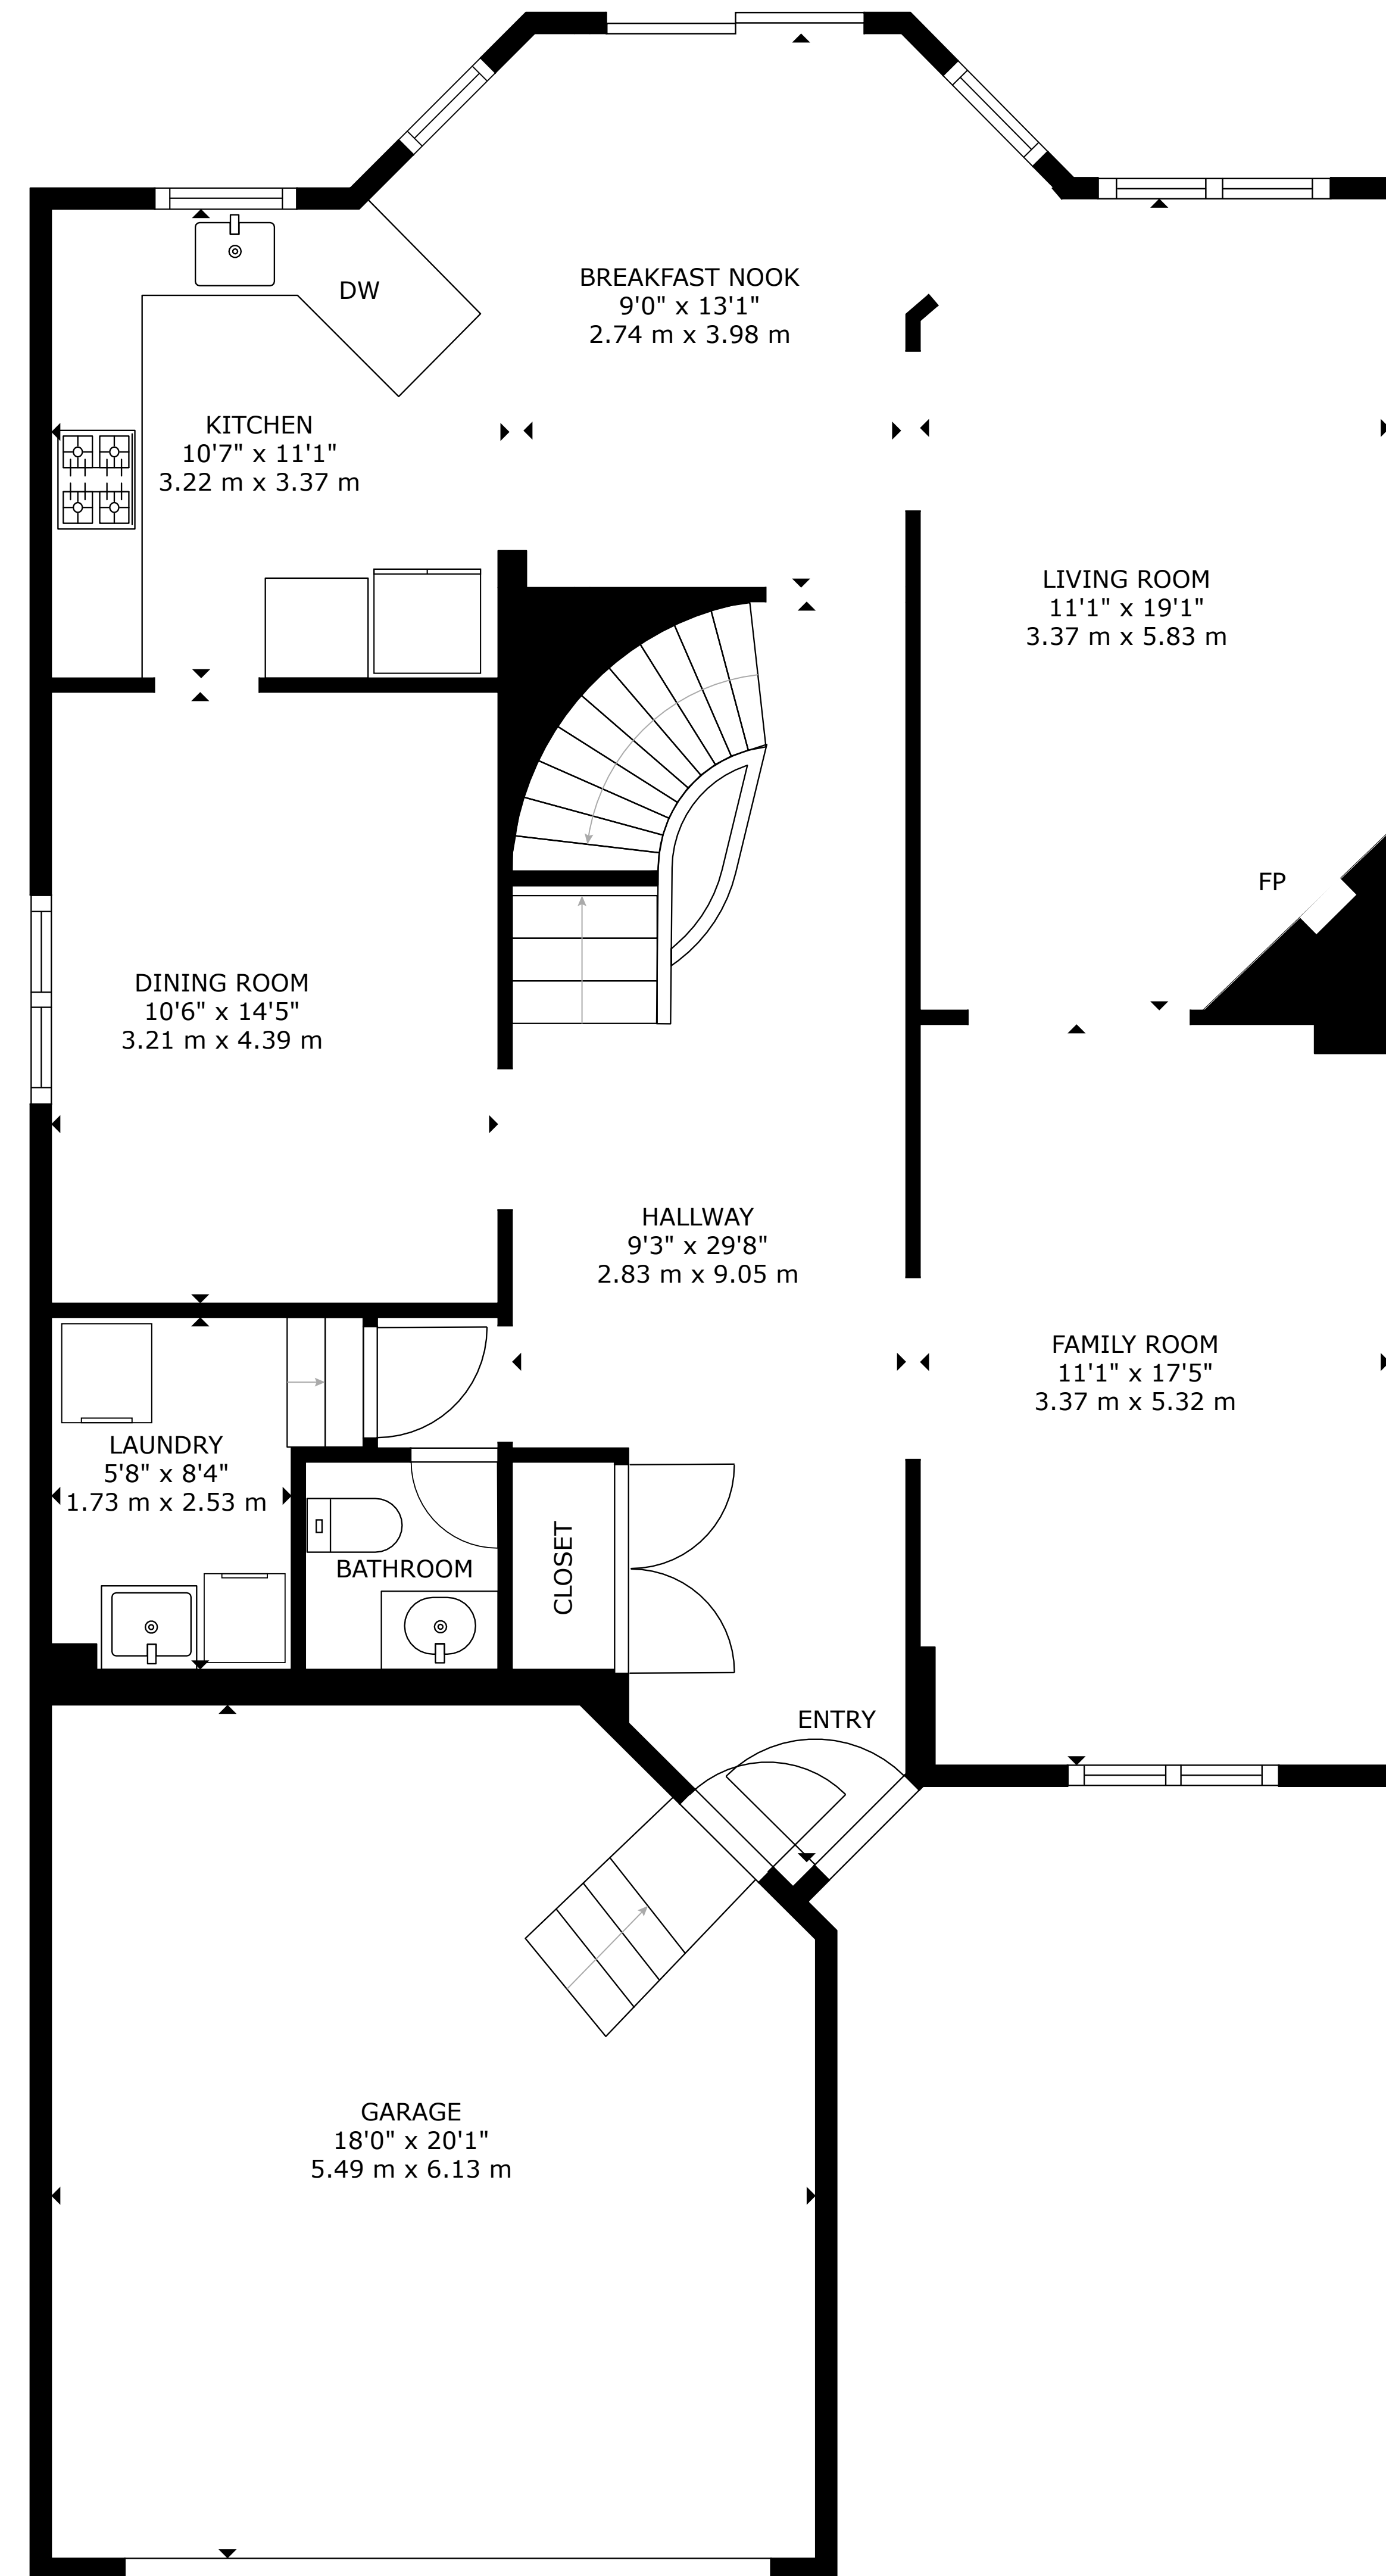 BREAKFAST NOOK
9'0" x 13'1"
2.74 m x 3.98 m
DW
KITCHEN
10'7" x 11'1"
3.22 m x 3.37 m
LIVING ROOM
11'1" x 19'1"
3.37 m x 5.83 m
FP
DINING ROOM
10'6" x 14'5"
3.21 m x 4.39 m
HALLWAY
9'3" x 29'8"
2.83 m x 9.05 m
FAMILY ROOM
11'1" x 17'5"
3.37 m x 5.32 m
LAUNDRY
5'8" x 8'4"
1.73 m x 2.53 m
BATHROOM
CLOSET
ENTRY
GARAGE
18'0" x 20'1"
5.49 m x 6.13 m